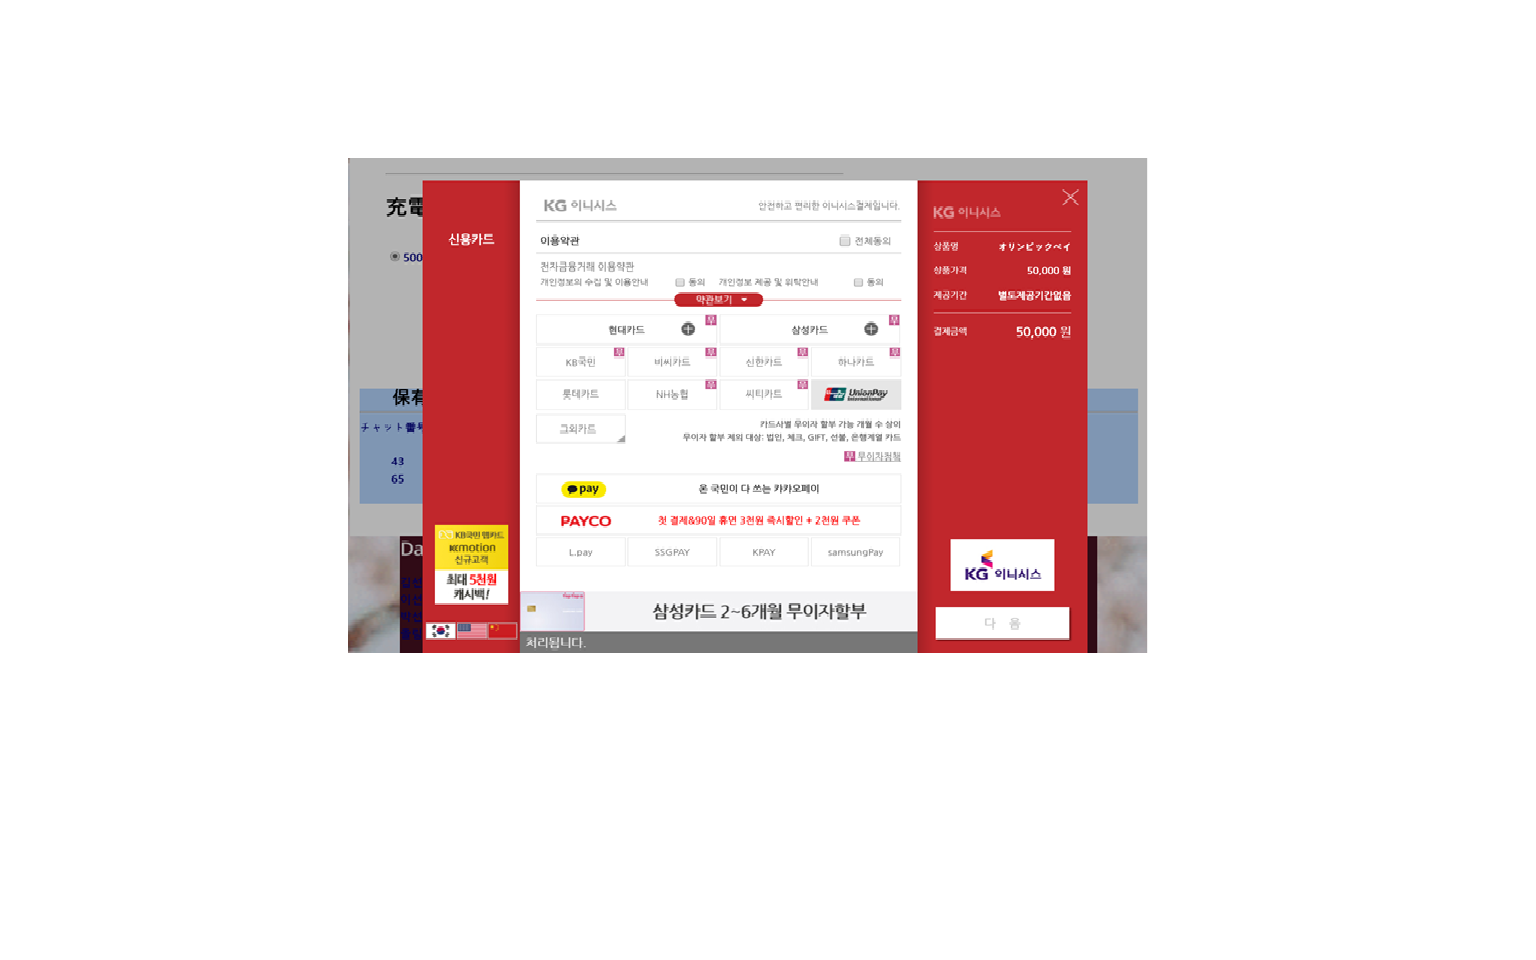 充電
500
保有
チャット番号
43
65
Da
신용카드
KB국민 앱카드
신규고객
최대 5천원
캐시백!
KG 이니시스
안전하고 편리한 이니시스결제입니다.
이용약관
전체동의
전자금융거래 이용약관
개인정보의 수집 및 이용안내 동의 개인정보 제공 및 위탁안내 동의
약관보기
현대카드 무 삼성카드 무
KB국민 무 비씨카드 무 신한카드 무 하나카드 무
롯데카드 NH농협 무 씨티카드 무 UnionPay International
그외카드
카드사별 무이자 할부 가능 개월 수 상이
무이자 할부 제외 대상: 법인, 체크, GIFT, 선불, 은행계열 카드
무 무이자혜택
pay 온 국민이 다 쓰는 카카오페이
PAYCO 첫 결제&90일 휴면 3천원 즉시할인 + 2천원 쿠폰
L.pay SSGPAY KPAY samsungPay
삼성카드 2~6개월 무이자할부
처리됩니다.
KG 이니시스
상품명 オリンピックペイ
상품가격 50,000 원
제공기간 별도제공기간없음
결제금액 50,000 원
KG 이니시스
다 음